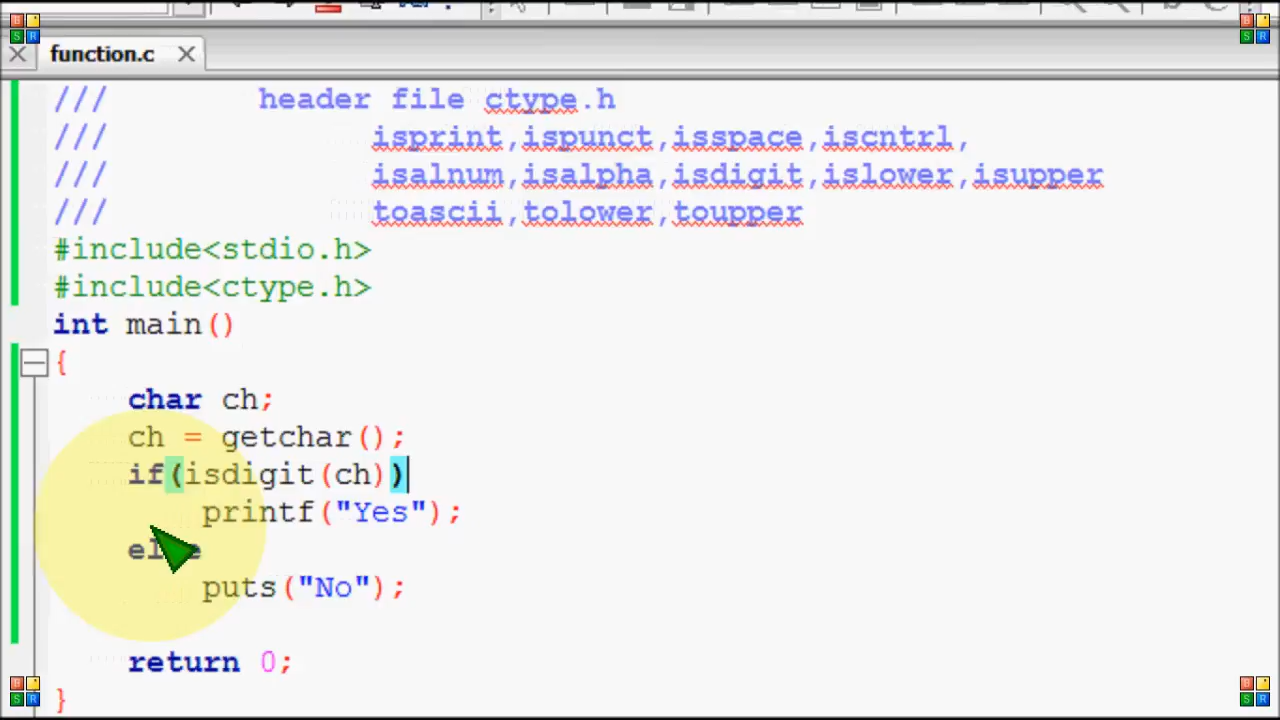 B
S R
B
S R
function.c
/// header file ctype.h
/// isprint,ispunct,isspace,iscntrl,
/// isalnum,isalpha,isdigit,islower,isupper
/// toascii,tolower,toupper
#include<stdio.h>
#include<ctype.h>
int main()
{
char ch;
ch = getchar();
if(isdigit(ch))
printf("Yes");
else
puts("No");
return 0;
}
B
S R
B
S R